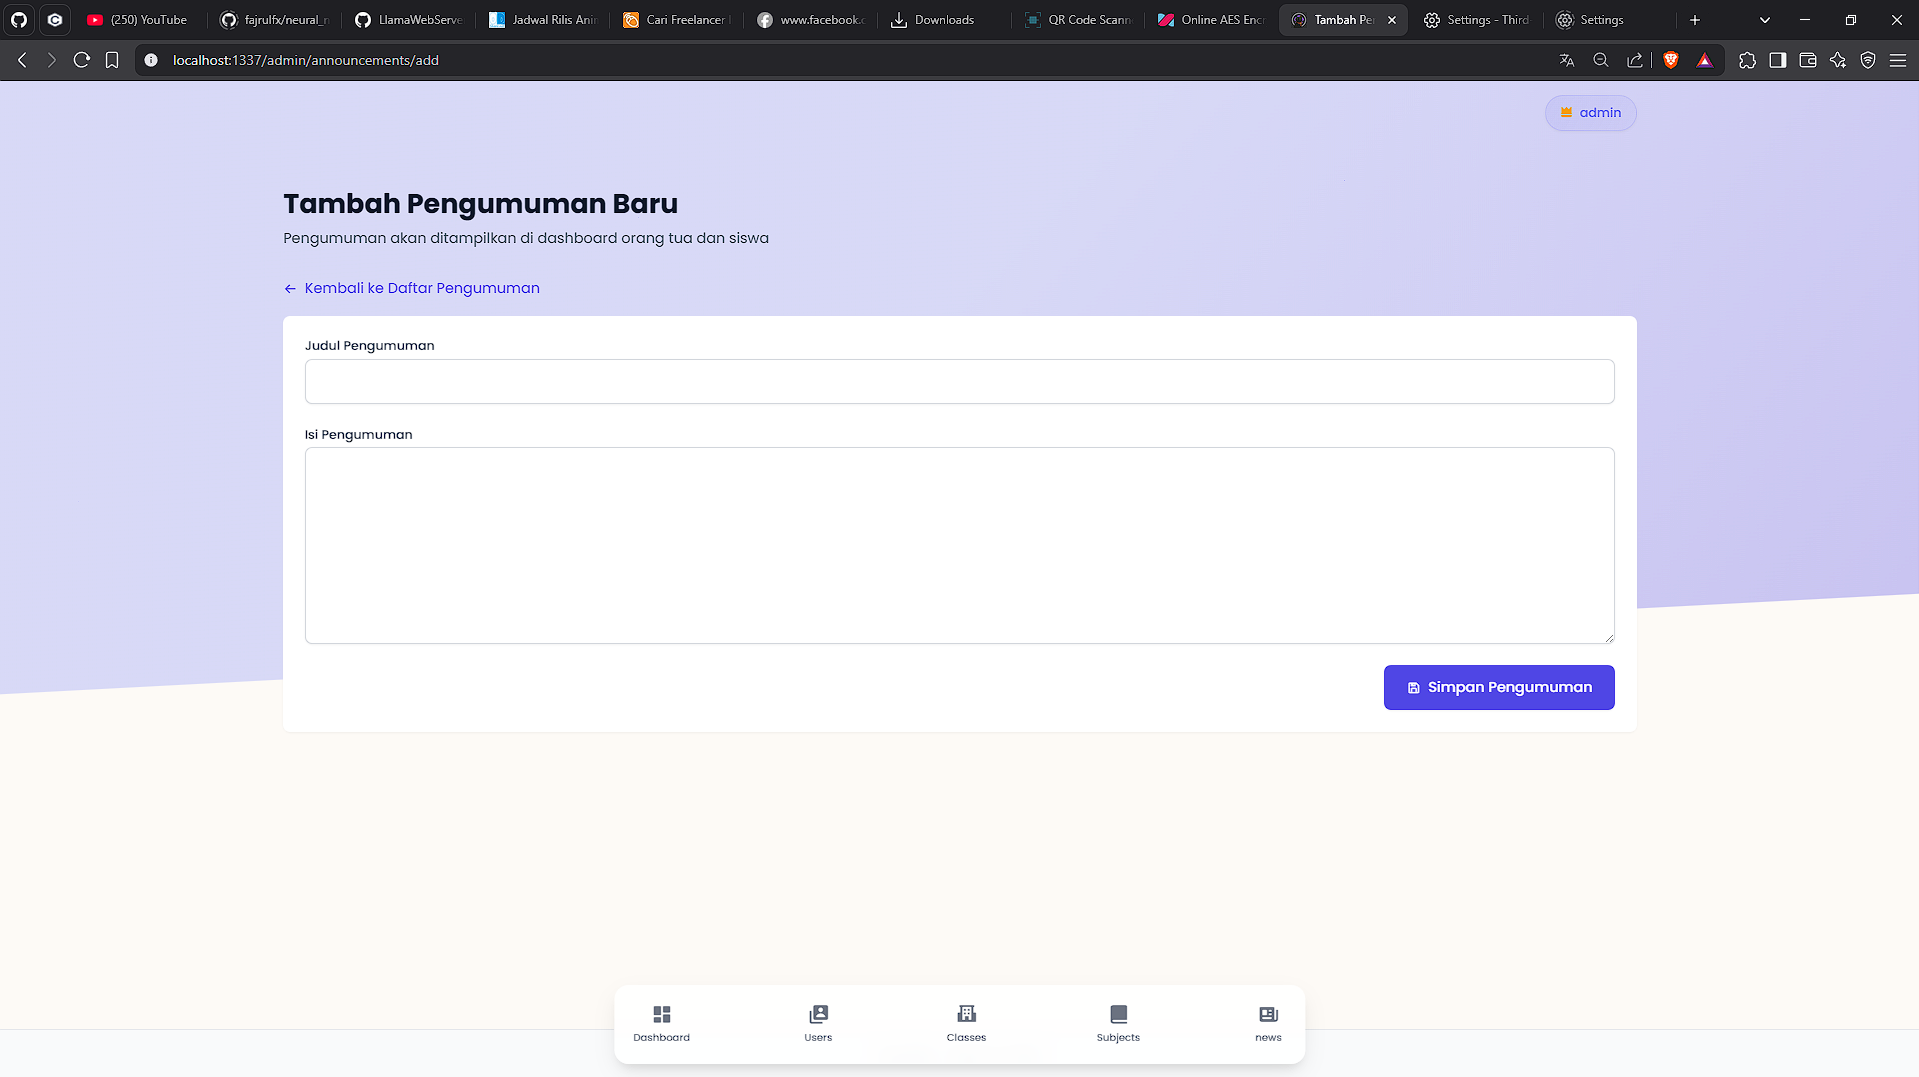 (250) YouTube
fajrulfx/neural_n
LlamaWebServe
Jadwal Rilis Ani
Cari Freelancer
www.facebook.c
Downloads
QR Code Scann
Online AES Encr
Tambah Pe
Settings - Third
Settings
localhost:1337/admin/announcements/add
admin
Tambah Pengumuman Baru
Pengumuman akan ditampilkan di dashboard orang tua dan siswa
← Kembali ke Daftar Pengumuman
Judul Pengumuman
Isi Pengumuman
Simpan Pengumuman
Dashboard
Users
Classes
Subjects
news